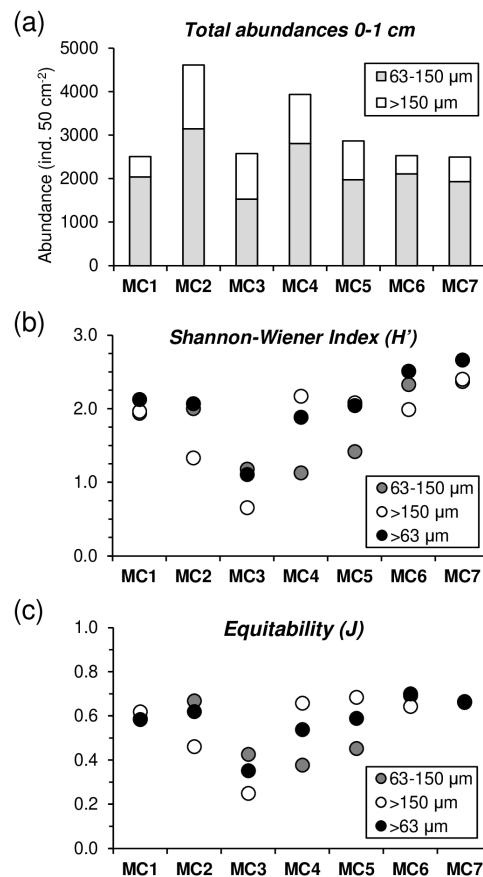 (a)
Total abundances 0-1 cm
Abundance (ind. 50 cm-2)
5000
4000
3000
2000
1000
0
63-150 µm
>150 µm
MC1 MC2 MC3 MC4 MC5 MC6 MC7
(b)
Shannon-Wiener Index (H’)
3.0
2.0
1.0
0.0
63-150 µm
>150 µm
>63 µm
MC1 MC2 MC3 MC4 MC5 MC6 MC7
(c)
Equitability (J)
1.0
0.8
0.6
0.4
0.2
0.0
63-150 µm
>150 µm
>63 µm
MC1 MC2 MC3 MC4 MC5 MC6 MC7